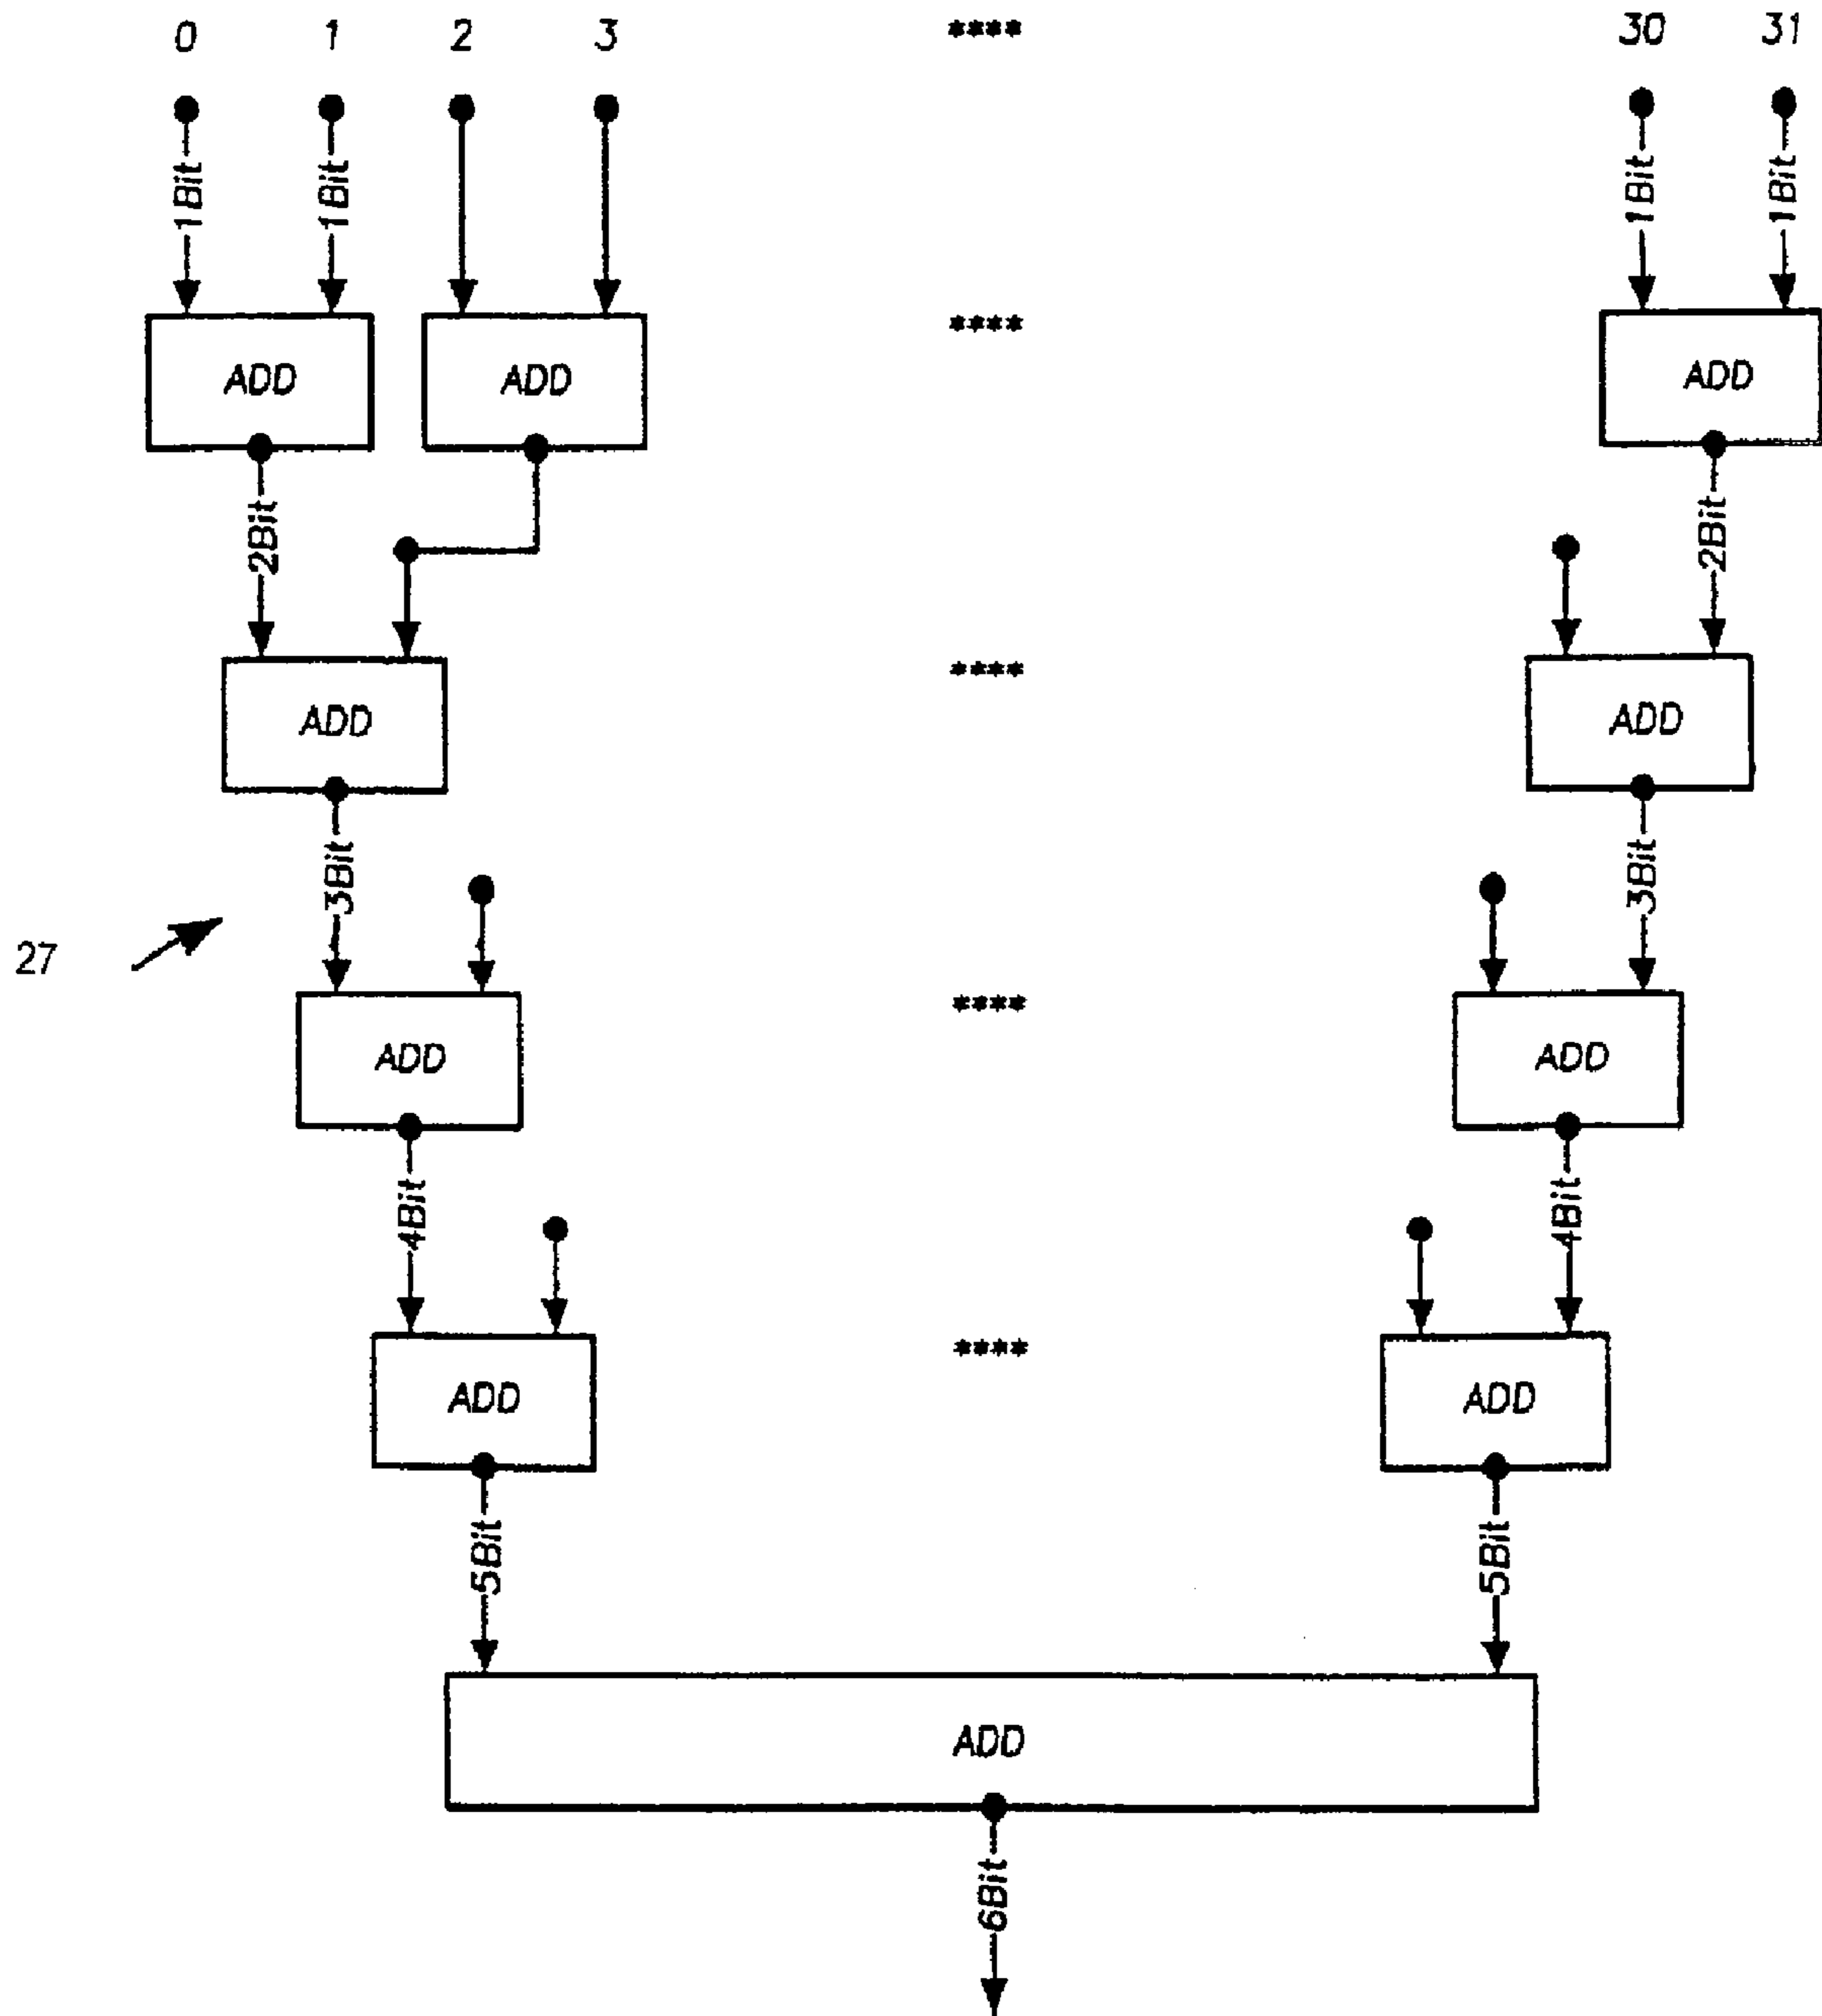 0 1 2 3 **** 30 31
1Bit 1Bit 1Bit 1Bit
ADD ADD **** ADD
2Bit 2Bit
ADD **** ADD
3Bit 3Bit
27
ADD **** ADD
4Bit 4Bit
ADD **** ADD
5Bit 5Bit
ADD
6Bit